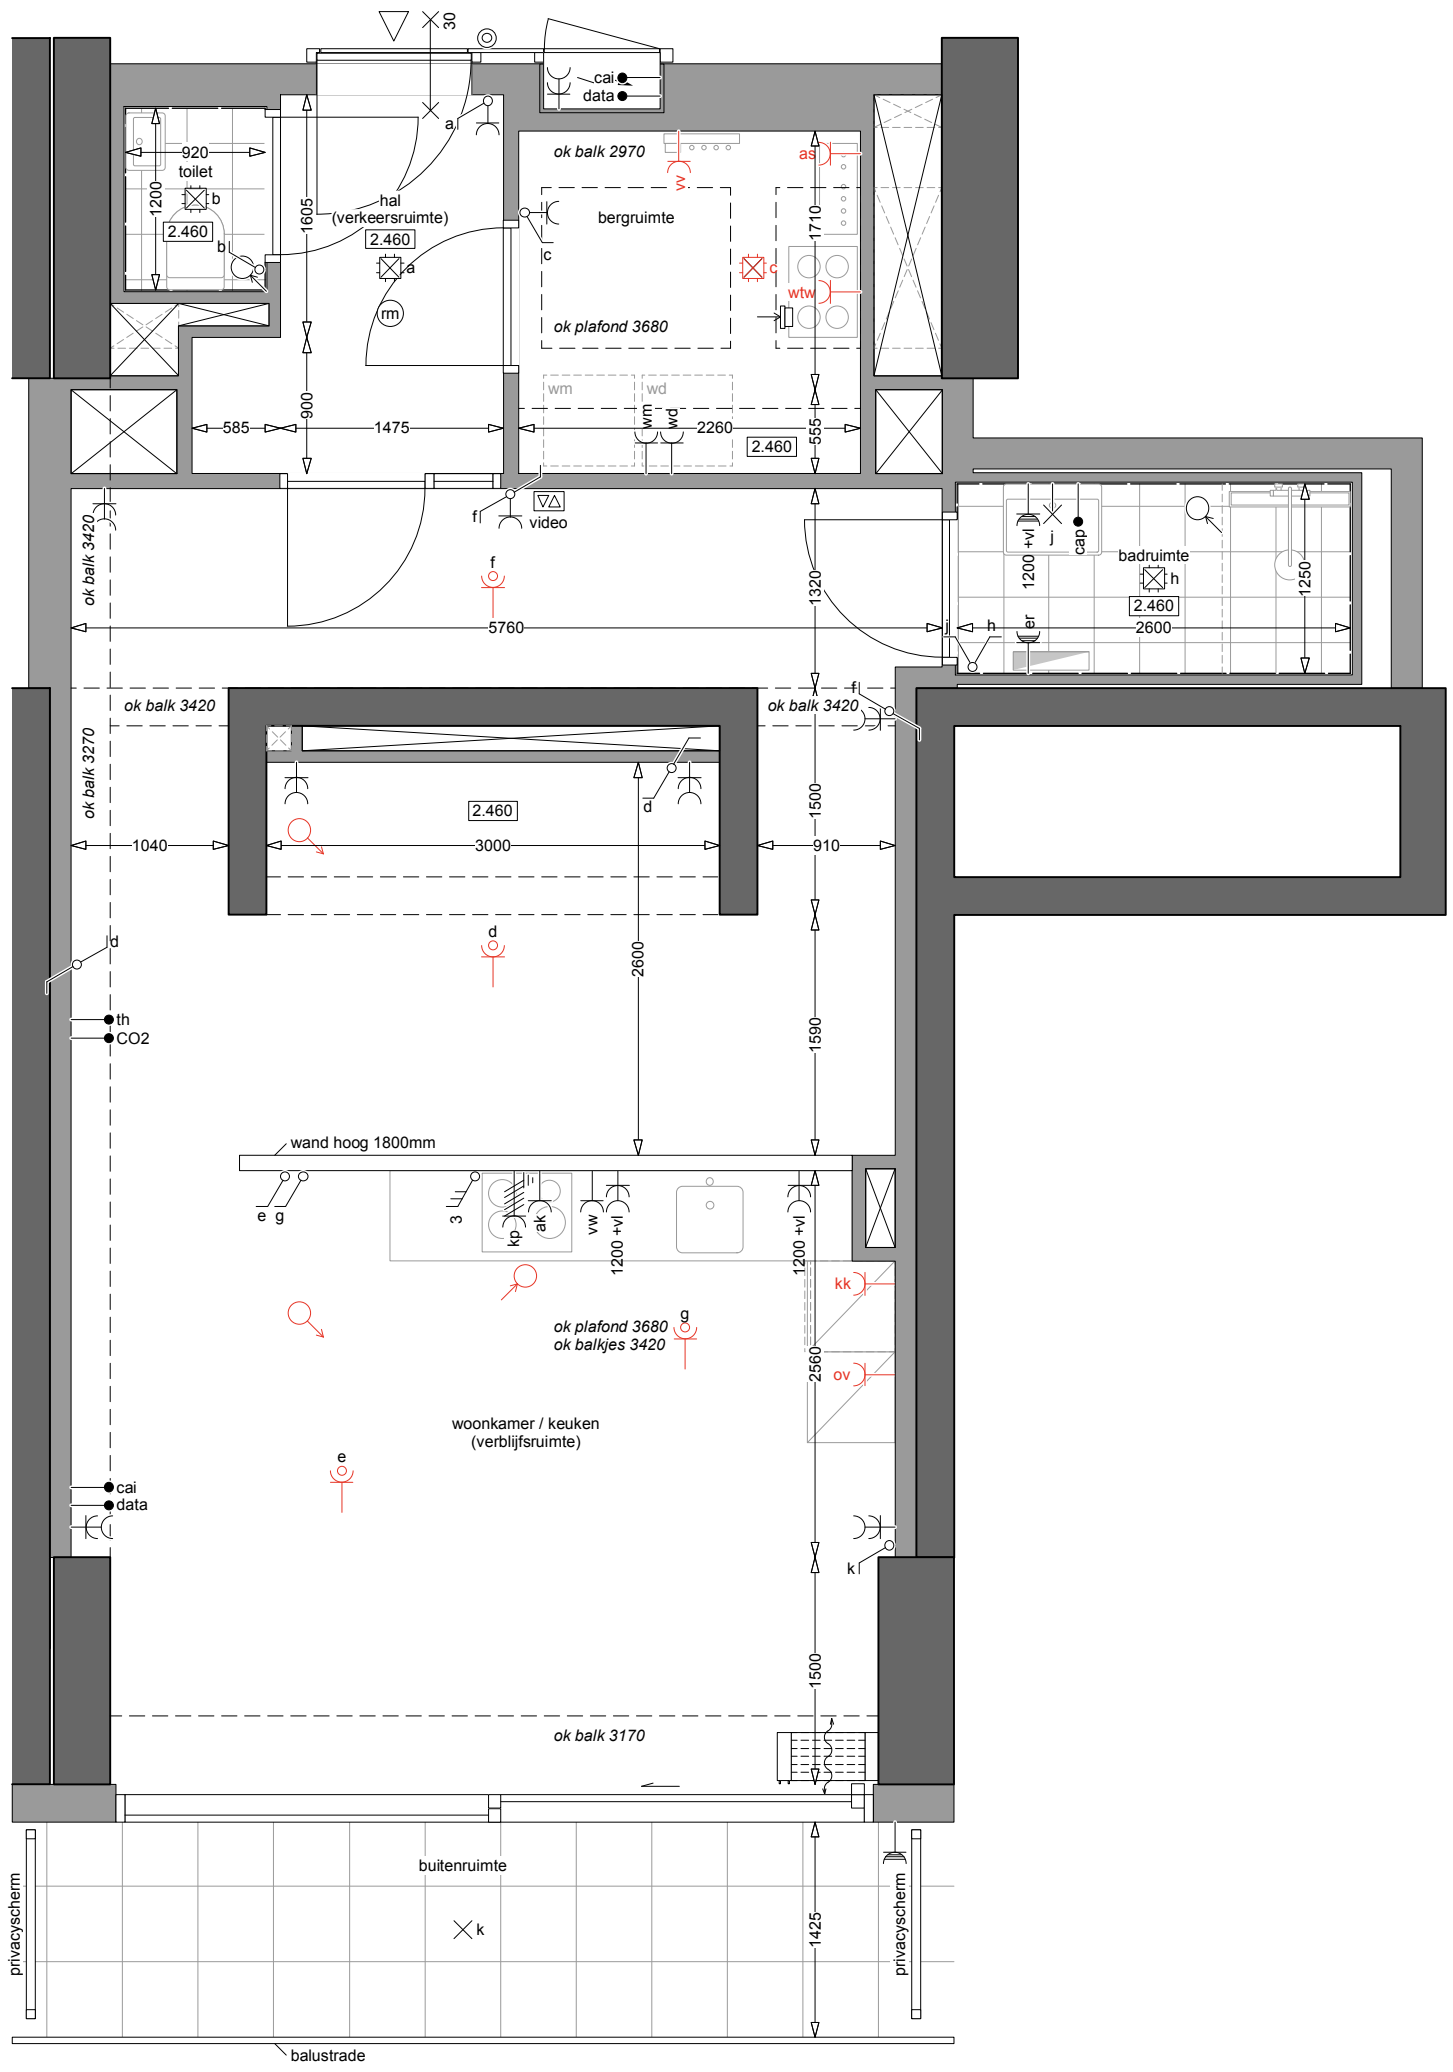 30
cai
data
a
ok balk 2970
as
920
toilet
vv
1200
b
hal
(verkeersruimte)
bergruimte
1605
1710
2.460
2.460
b
c
a
c
wtw
rm
ok plafond 3680
wm
wd
900
585
1475
wm
wd
2260
555
2.460
f
video
ok balk 3420
f
1320
1200 +vl
j
cap
badruimte
h
1250
2.460
5760
j
h
er
2600
ok balk 3420
ok balk 3420
f
ok balk 3270
d
2.460
1500
1040
3000
910
d
d
2600
th
CO2
1590
wand hoog 1800mm
e
g
3
kp
ak
vw
1200 +vl
1200 +vl
kk
g
ok plafond 3680
ok balkjes 3420
2560
ov
woonkamer / keuken
(verblijfsruimte)
e
cai
data
k
1500
ok balk 3170
buitenruimte
privacyscherm
privacyscherm
k
1425
balustrade